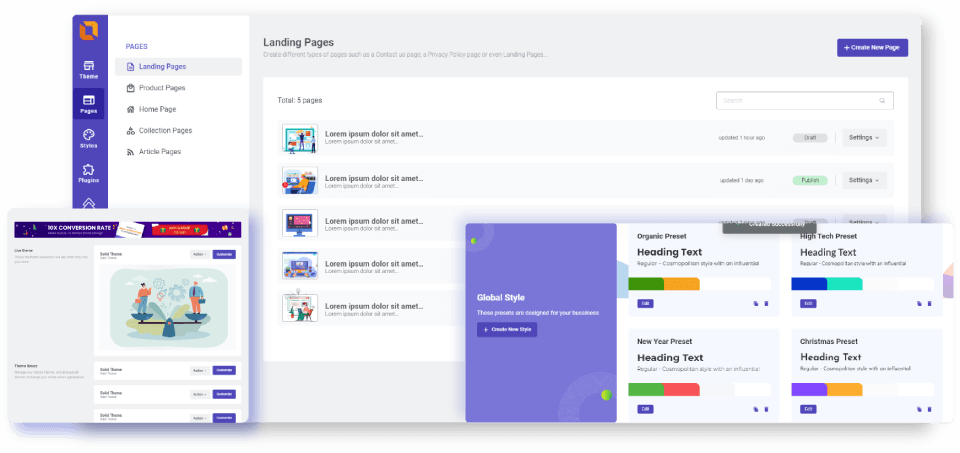 Theme
Pages
Styles
Plugins
PAGES
Landing Pages
Product Pages
Home Page
Collection Pages
Article Pages
Landing Pages
Create different types of pages such as a Contact us page, a Privacy Policy page or even Landing Pages...
+ Create New Page
Total: 5 pages
Search
Lorem ipsum dolor sit amet...
Lorem ipsum dolor sit amet...
updated 1 hour ago
Draft
Settings
Lorem ipsum dolor sit amet...
Lorem ipsum dolor sit amet...
updated 1 day ago
Publish
Settings
Lorem ipsum dolor sit amet...
Lorem ipsum dolor sit amet...
Draft
Settings
Lorem ipsum dolor sit amet...
Lorem ipsum dolor sit amet...
Lorem ipsum dolor sit amet...
Lorem ipsum dolor sit amet...
10X CONVERSION RATE
Live theme
Solid Theme
Action
Customize
Solid Theme
Action
Customize
Solid Theme
Action
Customize
Solid Theme
Action
Customize
Global Style
These presets are designed for your bussiness
+ Create New Style
Created successfully
Organic Preset
Heading Text
Regular - Cosmopolitan style with an influential
Edit
High Tech Preset
Heading Text
Regular - Cosmopolitan style with an influential
Edit
New Year Preset
Heading Text
Regular - Cosmopolitan style with an influential
Edit
Christmas Preset
Heading Text
Regular - Cosmopolitan style with an influential
Edit